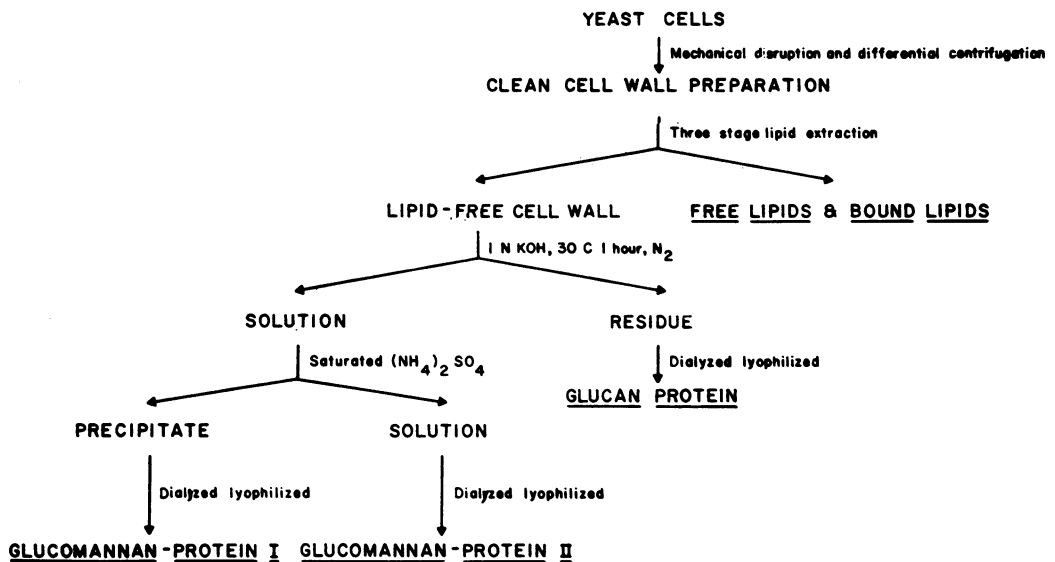 YEAST CELLS
Mechanical disruption and differential centrifugation
CLEAN CELL WALL PREPARATION
Three stage lipid extraction
LIPID-FREE CELL WALL
FREE LIPIDS & BOUND LIPIDS
1 N KOH, 30 C 1 hour, N2
SOLUTION
RESIDUE
Saturated (NH4)2 SO4
Dialyzed lyophilized
GLUCAN PROTEIN
PRECIPITATE
SOLUTION
Dialyzed lyophilized
Dialyzed lyophilized
GLUCOMANNAN-PROTEIN I
GLUCOMANNAN-PROTEIN II